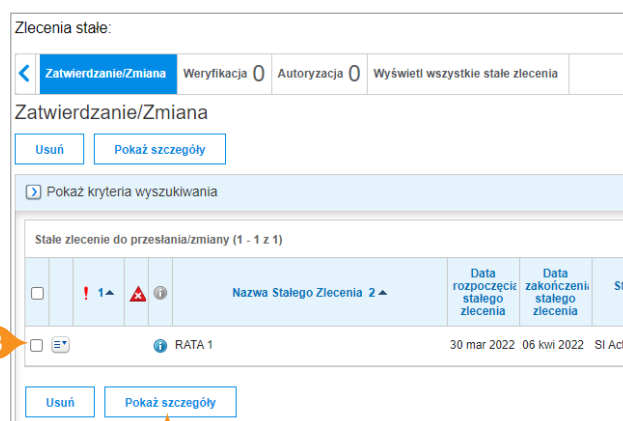 Zlecenia stałe:
Zatwierdzanie/Zmiana Weryfikacja 0 Autoryzacja 0 Wyświetl wszystkie stałe zlecenia
Zatwierdzanie/Zmiana
Usuń Pokaż szczegóły
Pokaż kryteria wyszukiwania
Stałe zlecenie do przesłania/zmiany (1 - 1 z 1)
! 1 Nazwa Stałego Zlecenia 2
Data rozpoczęcia stałego zlecenia
Data zakończeni stałego zlecenia
RATA 1 30 mar 2022 06 kwi 2022 SI
Usuń Pokaż szczegóły